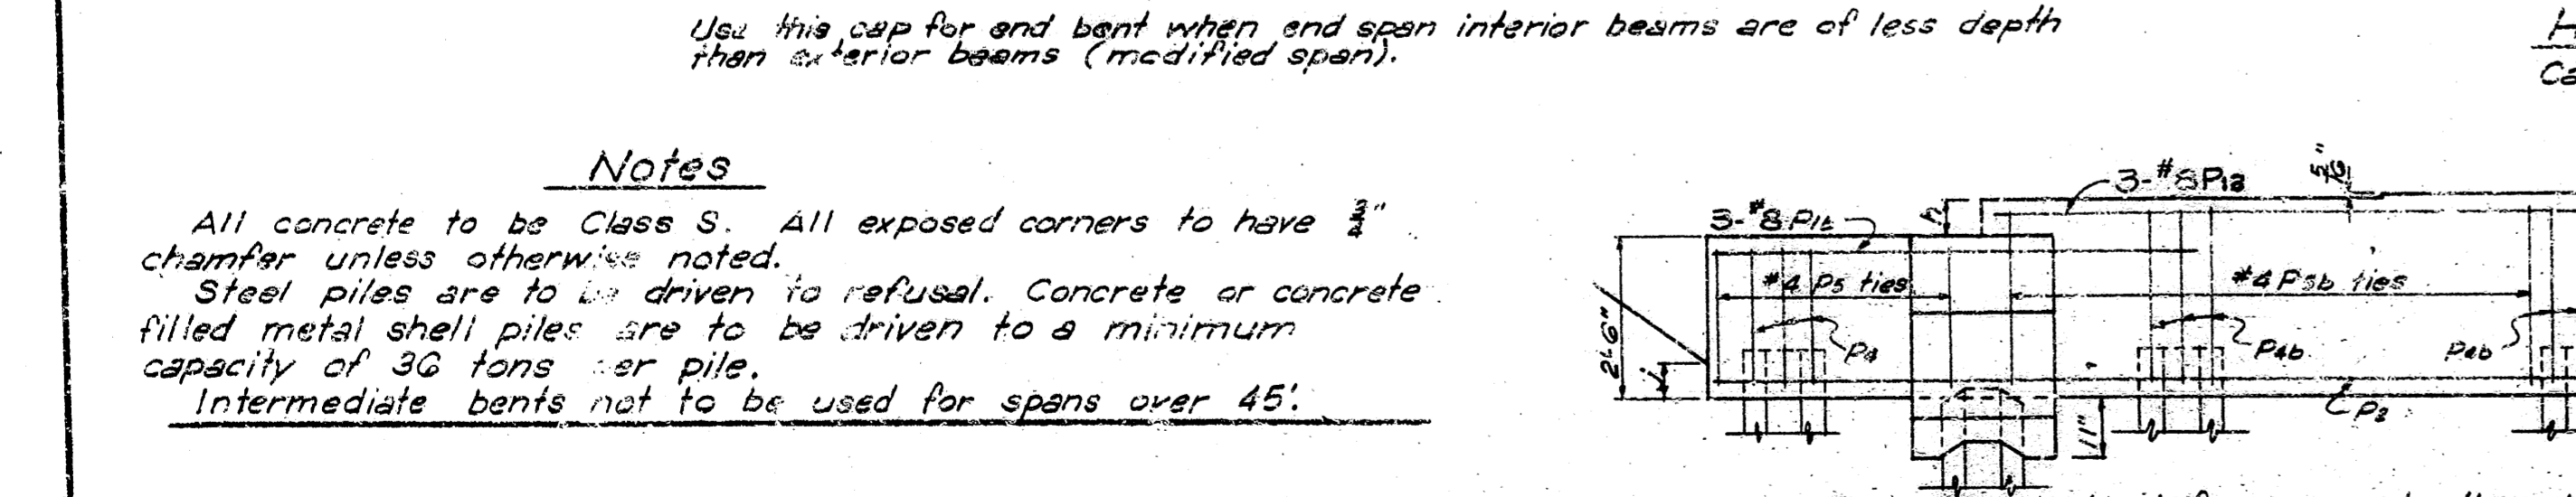 Use this cap for end bent when end span interior beams are of less depth
than exterior beams (modified span).
H
Ca
Notes
All concrete to be Class S. All exposed corners to have 3/4"
chamfer unless otherwise noted.
Steel piles are to be driven to refusal. Concrete or concrete
filled metal shell piles are to be driven to a minimum
capacity of 36 tons per pile.
Intermediate bents not to be used for spans over 45'.
3-#8 P13
5/16"
3-#8 P1b
h
#4 P5 ties
#4 P5b ties
2'-6"
P4
P4b
P4b
P3
11"